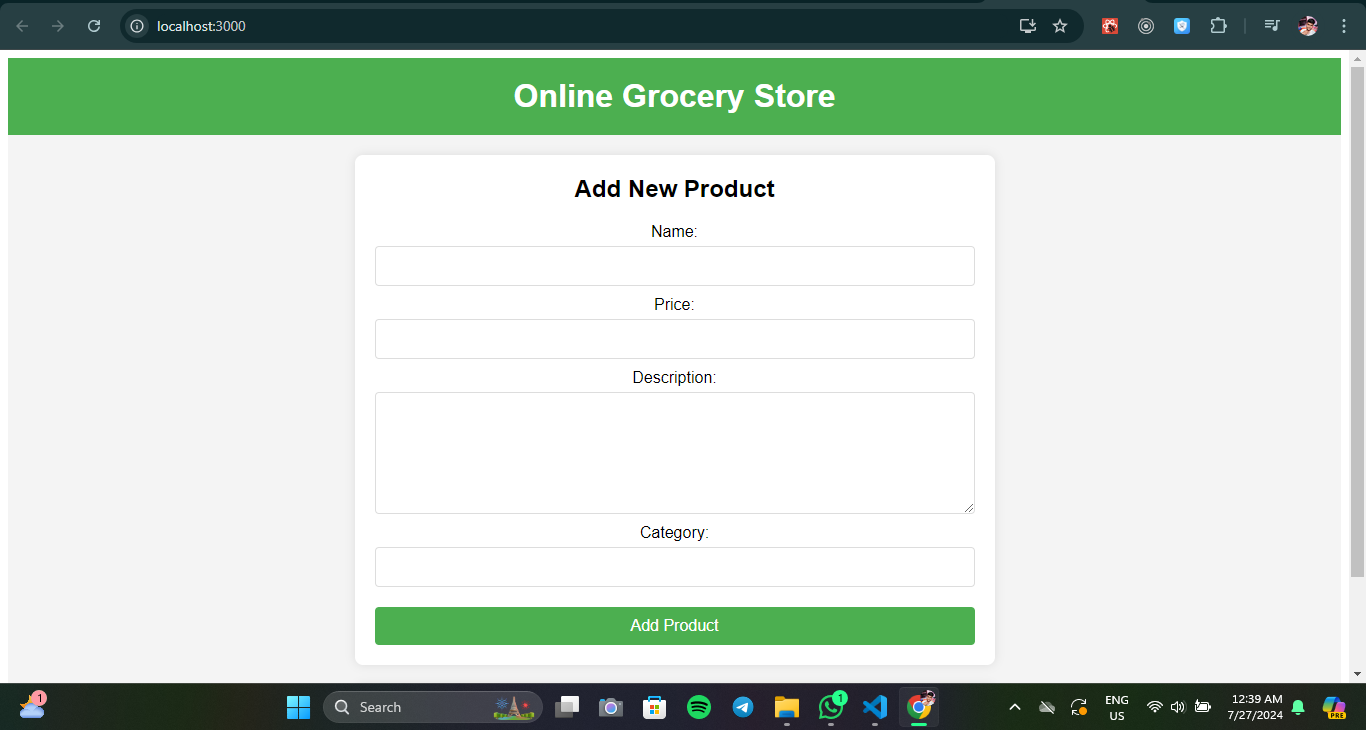 localhost:3000
Online Grocery Store
Add New Product
Name:
Price:
Description:
Category:
Add Product
1
Search
1
ENG
US
12:39 AM
7/27/2024
PRE